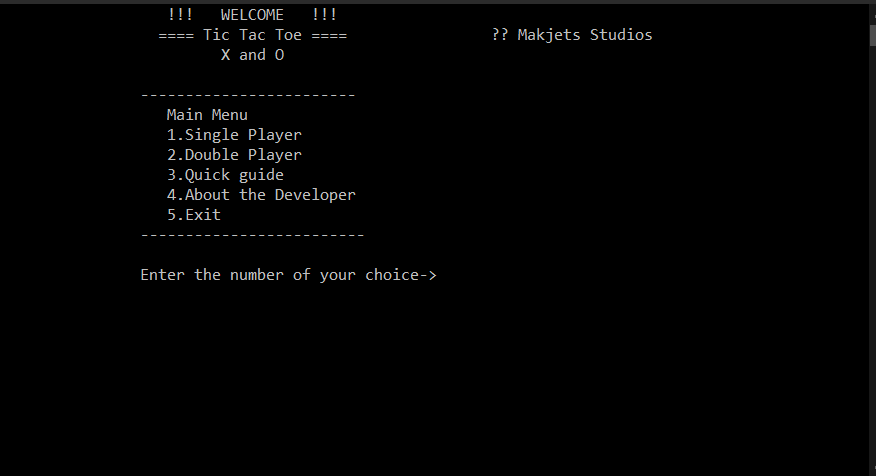 !!!   WELCOME   !!!
==== Tic Tac Toe ====                ?? Makjets Studios
X and O
------------------------
Main Menu
1.Single Player
2.Double Player
3.Quick guide
4.About the Developer
5.Exit
-------------------------
Enter the number of your choice->